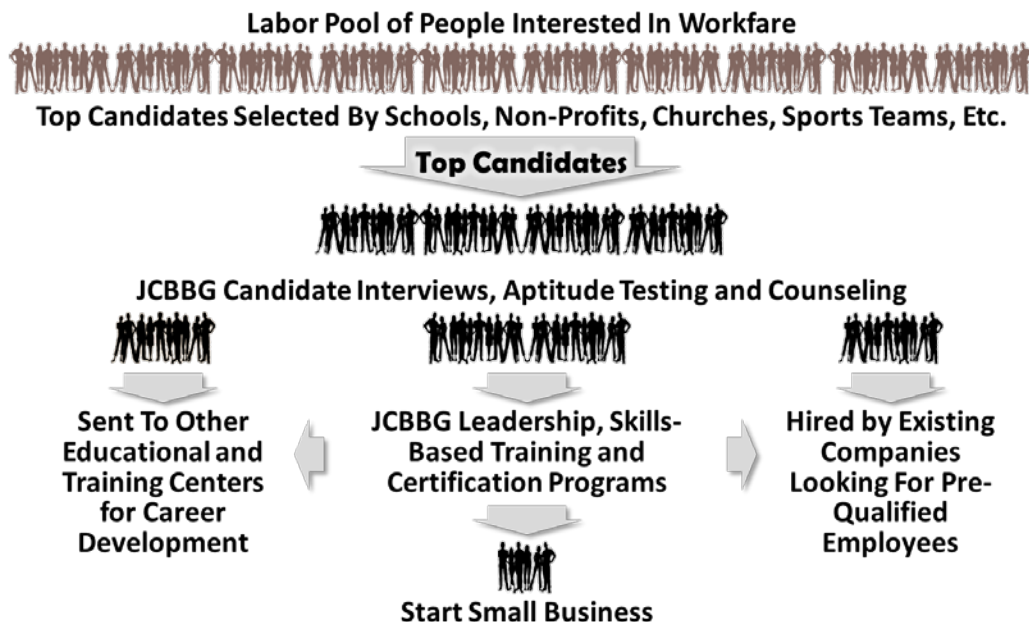 Labor Pool of People Interested In Workfare
Top Candidates Selected By Schools, Non-Profits, Churches, Sports Teams, Etc.
Top Candidates
JCBBG Candidate Interviews, Aptitude Testing and Counseling
Sent To Other
Educational and
Training Centers
for Career
Development
JCBBG Leadership, Skills-
Based Training and
Certification Programs
Hired by Existing
Companies
Looking For Pre-
Qualified
Employees
Start Small Business